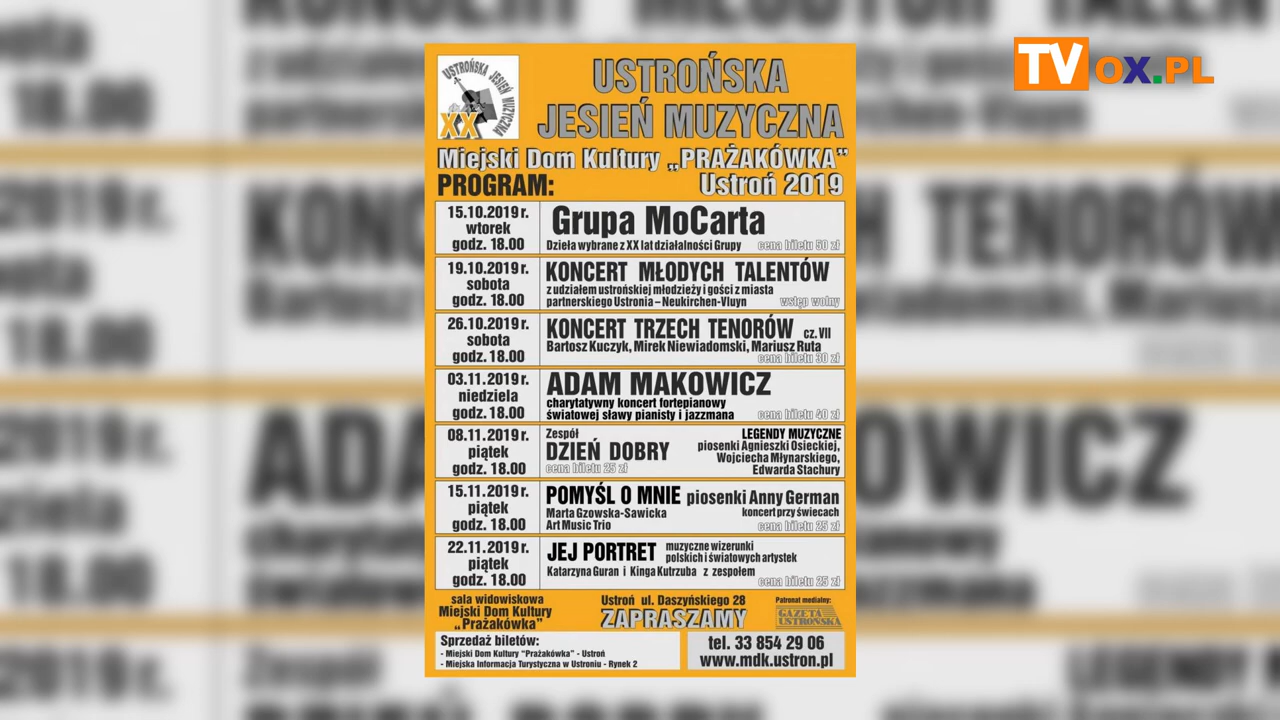 TVOX.PL
USTROŃSKA JESIEŃ MUZYCZNA
XX
USTROŃSKA
JESIEŃ MUZYCZNA
Miejski Dom Kultury „PRAŻAKÓWKA”
PROGRAM:
Ustroń 2019
15.10.2019 r.
wtorek
godz. 18.00
Grupa MoCarta
Dzieła wybrane z XX lat działalności Grupy
cena biletu 50 zł
19.10.2019 r.
sobota
godz. 18.00
KONCERT MŁODYCH TALENTÓW
z udziałem ustrońskiej młodzieży i gości z miasta
partnerskiego Ustronia – Neukirchen-Vluyn
wstęp wolny
26.10.2019 r.
sobota
godz. 18.00
KONCERT TRZECH TENORÓW cz. VII
Bartosz Kuczyk, Mirek Niewiadomski, Mariusz Ruta
cena biletu 30 zł
03.11.2019 r.
niedziela
godz. 18.00
ADAM MAKOWICZ
charytatywny koncert fortepianowy
światowej sławy pianisty i jazzmana
cena biletu 40 zł
08.11.2019 r.
piątek
godz. 18.00
Zespół
DZIEŃ DOBRY
cena biletu 25 zł
LEGENDY MUZYCZNE
piosenki Agnieszki Osieckiej,
Wojciecha Młynarskiego,
Edwarda Stachury
15.11.2019 r.
piątek
godz. 18.00
POMYŚL O MNIE piosenki Anny German
Marta Gzowska-Sawicka
koncert przy świecach
Art Music Trio
cena biletu 25 zł
22.11.2019 r.
piątek
godz. 18.00
JEJ PORTRET
muzyczne wizerunki
polskich i światowych artystek
Katarzyna Guran i Kinga Kutrzuba z zespołem
cena biletu 25 zł
sala widowiskowa
Miejski Dom Kultury
„Prażakówka”
Ustroń ul. Daszyńskiego 28
ZAPRASZAMY
Patronat medialny:
GAZETA
USTROŃSKA
Sprzedaż biletów:
- Miejski Dom Kultury "Prażakówka" - Ustroń
- Miejska Informacja Turystyczna w Ustroniu - Rynek 2
tel. 33 854 29 06
www.mdk.ustron.pl